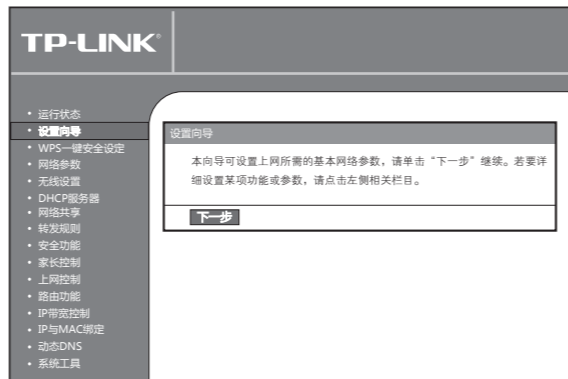 TP-LINK®
• 运行状态
• 设置向导
• WPS一键安全设定
• 网络参数
• 无线设置
• DHCP服务器
• 网络共享
• 转发规则
• 安全功能
• 家长控制
• 上网控制
• 路由功能
• IP带宽控制
• IP与MAC绑定
• 动态DNS
• 系统工具
设置向导
本向导可设置上网所需的基本网络参数，请单击“下一步”继续。若要详
细设置某项功能或参数，请点击左侧相关栏目。
下一步